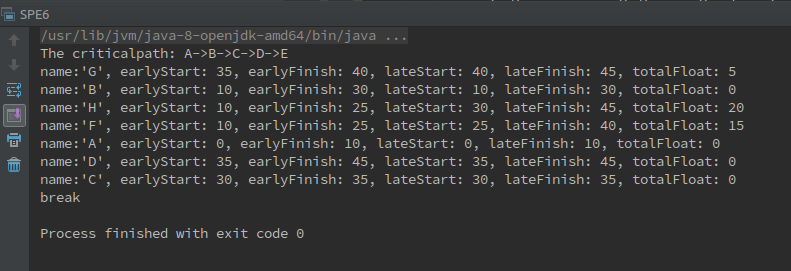 SPE6
/usr/lib/jvm/java-8-openjdk-amd64/bin/java ...
The criticalpath: A->B->C->D->E
name:'G', earlyStart: 35, earlyFinish: 40, lateStart: 40, lateFinish: 45, totalFloat: 5
name:'B', earlyStart: 10, earlyFinish: 30, lateStart: 10, lateFinish: 30, totalFloat: 0
name:'H', earlyStart: 10, earlyFinish: 25, lateStart: 30, lateFinish: 45, totalFloat: 20
name:'F', earlyStart: 10, earlyFinish: 25, lateStart: 25, lateFinish: 40, totalFloat: 15
name:'A', earlyStart: 0, earlyFinish: 10, lateStart: 0, lateFinish: 10, totalFloat: 0
name:'D', earlyStart: 35, earlyFinish: 45, lateStart: 35, lateFinish: 45, totalFloat: 0
name:'C', earlyStart: 30, earlyFinish: 35, lateStart: 30, lateFinish: 35, totalFloat: 0
break
Process finished with exit code 0